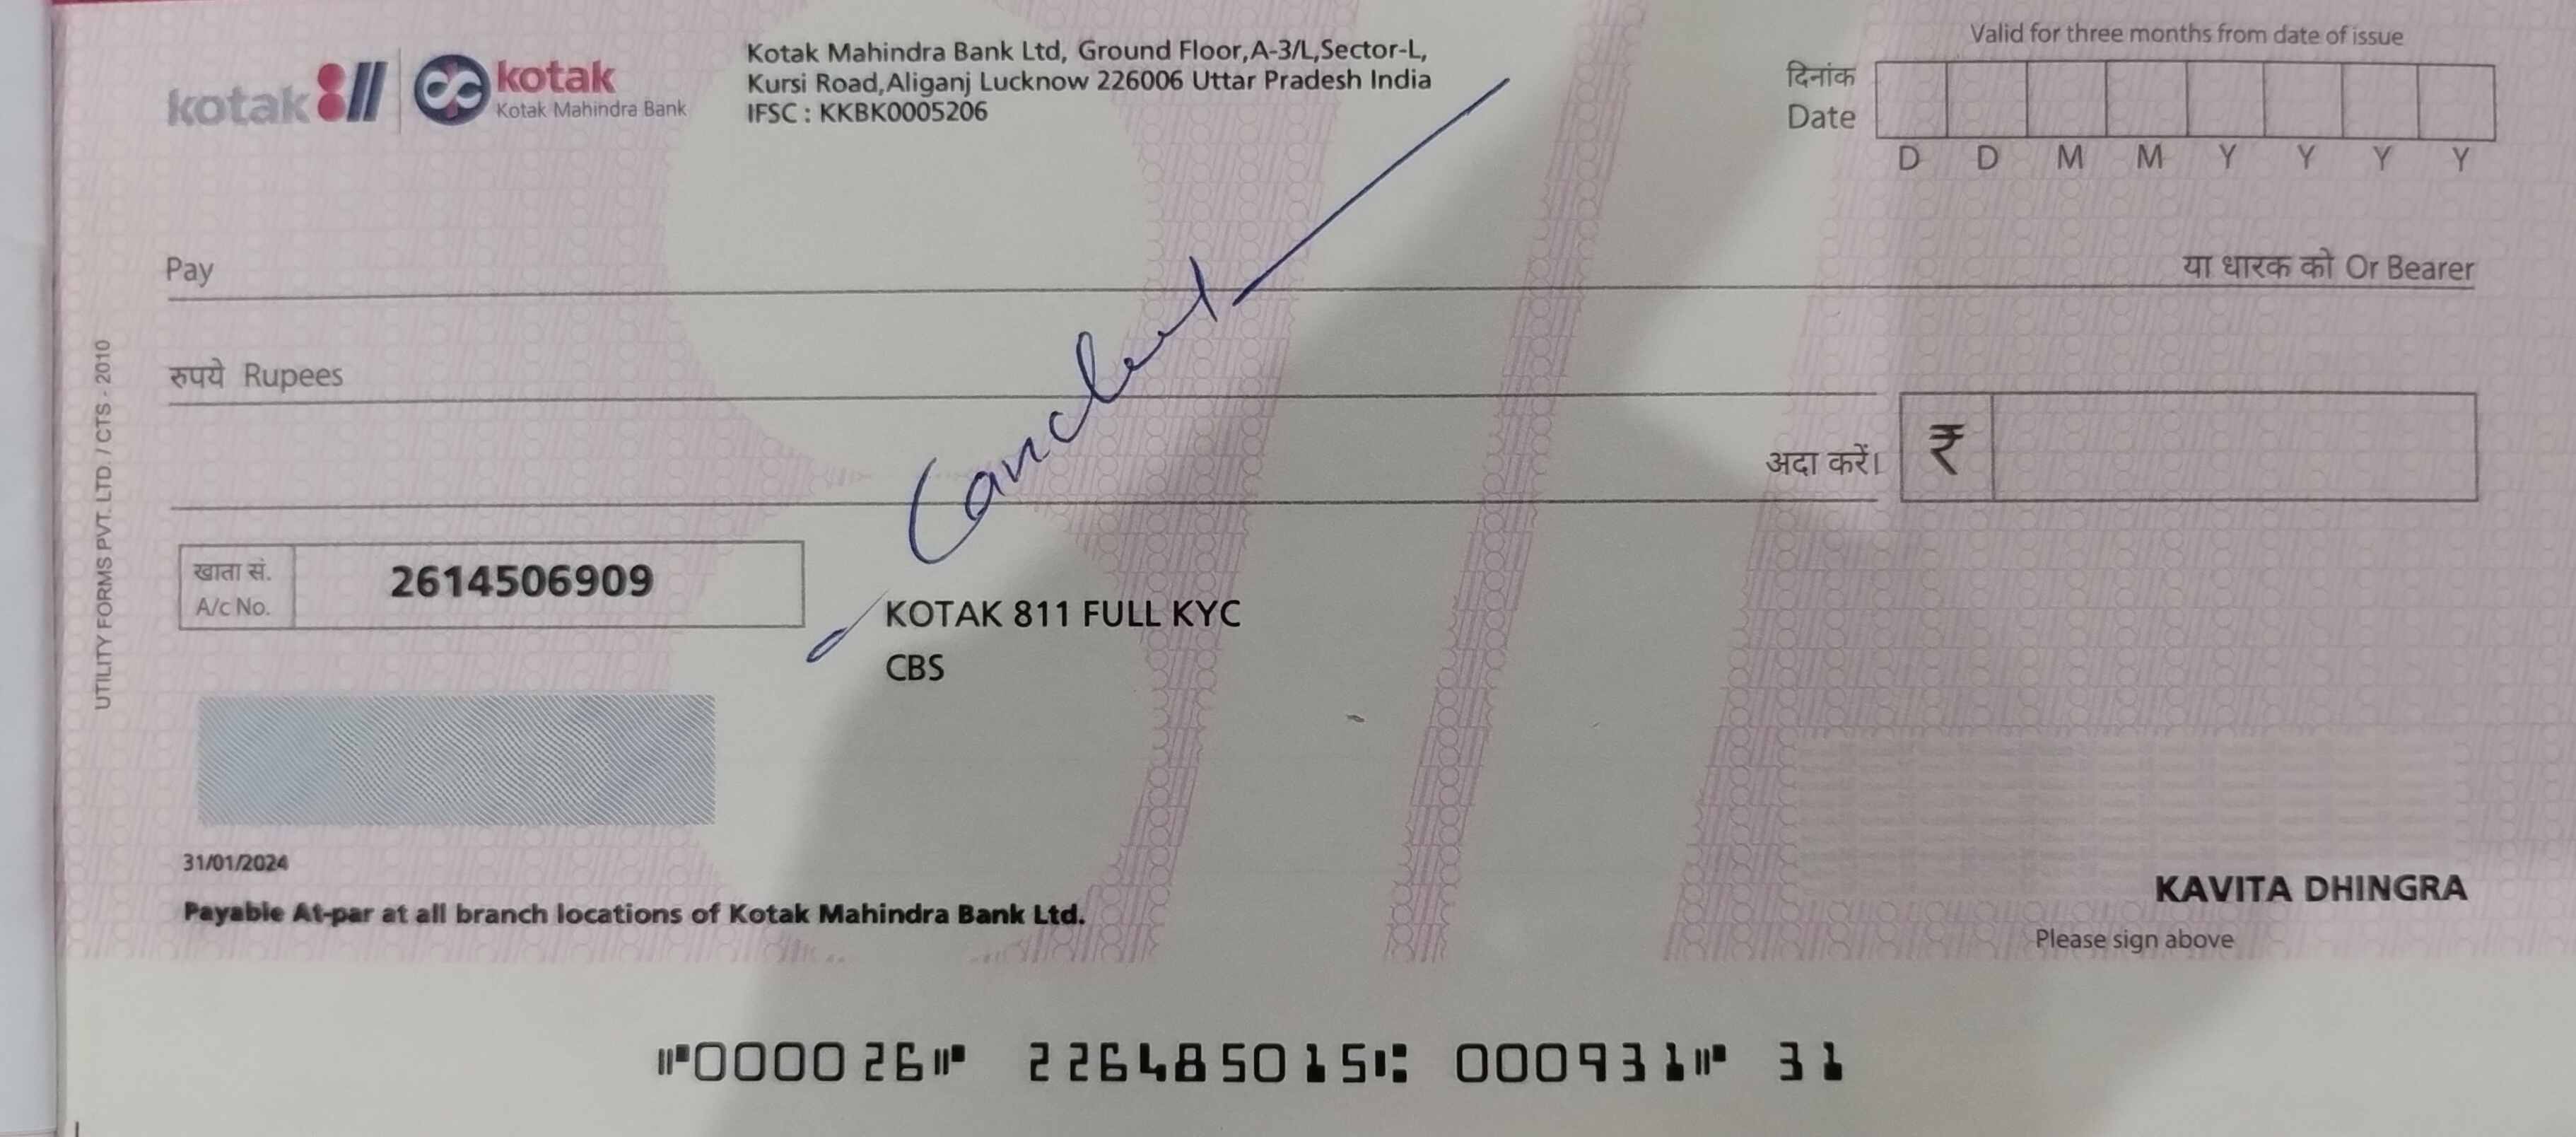 kotak 811
kotak
Kotak Mahindra Bank
Kotak Mahindra Bank Ltd, Ground Floor,A-3/L,Sector-L,
Kursi Road,Aliganj Lucknow 226006 Uttar Pradesh India
IFSC : KKBK0005206
Valid for three months from date of issue
दिनांक
Date
D D M M Y Y Y Y
Pay
या धारक को Or Bearer
रुपये Rupees
अदा करें। ₹
UTILITY FORMS PVT. LTD. / CTS - 2010
खाता सं.
A/c No.
2614506909
KOTAK 811 FULL KYC
CBS
31/01/2024
Payable At-par at all branch locations of Kotak Mahindra Bank Ltd.
KAVITA DHINGRA
Please sign above
⑈000026⑈ 226485015⑆ 000931⑈ 31